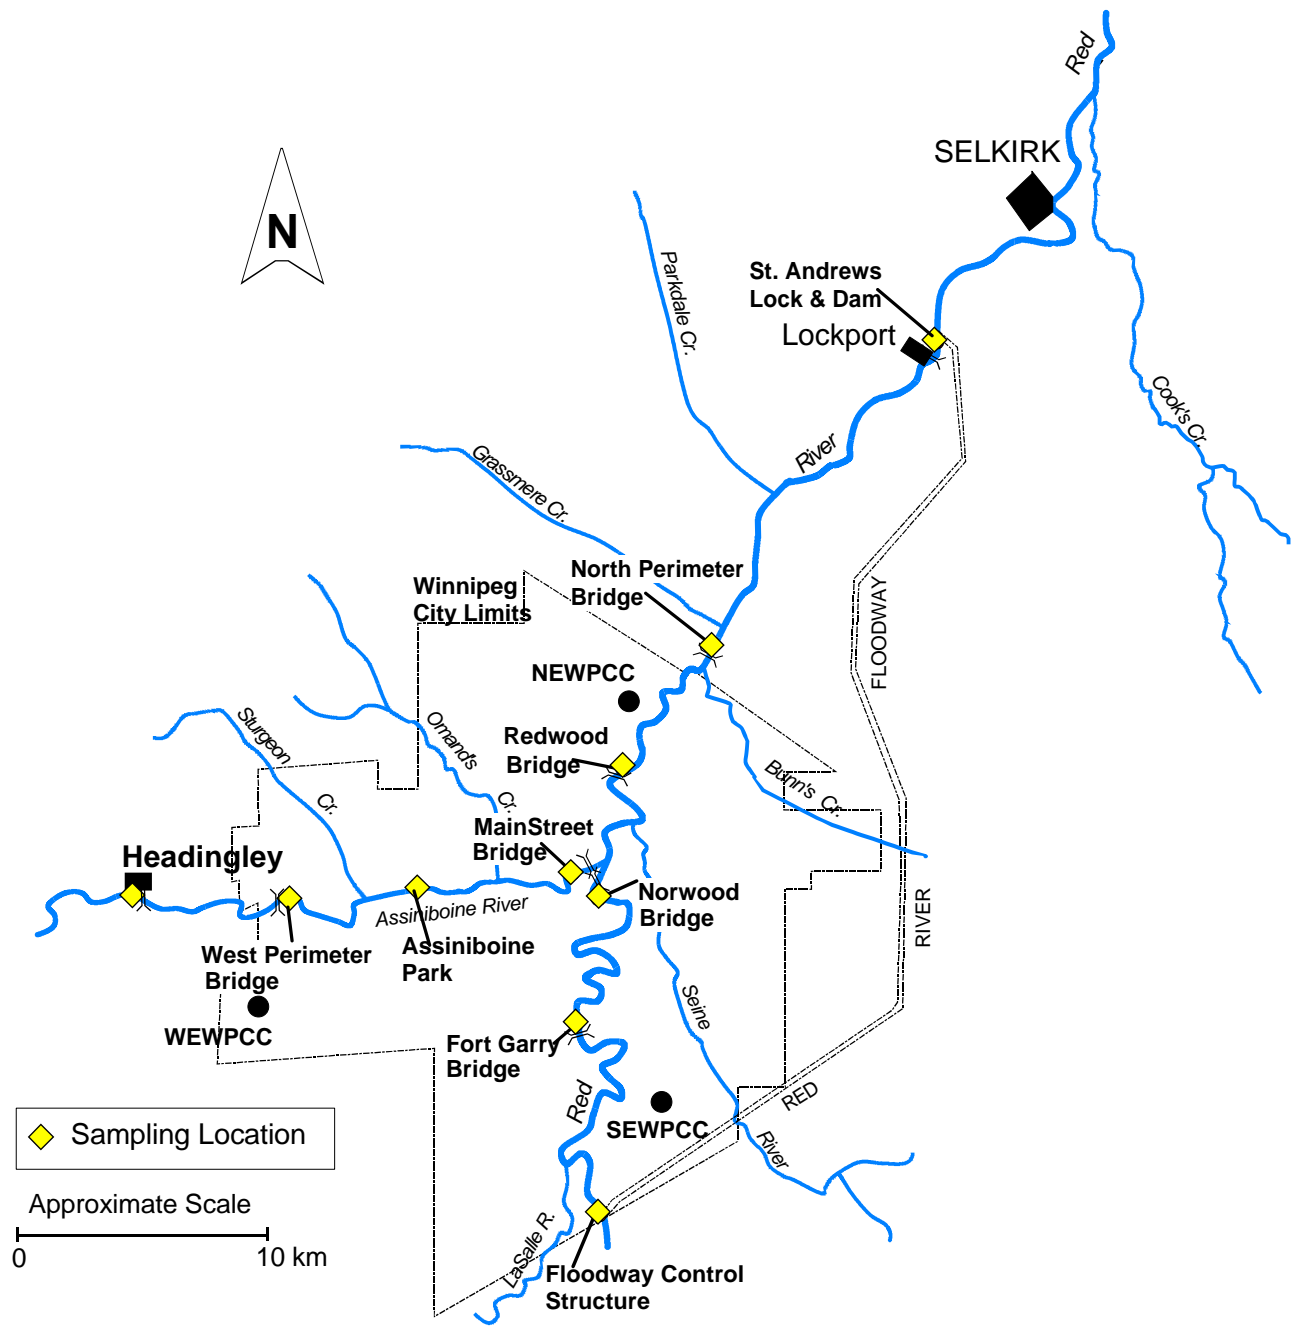 Red
SELKIRK
N
St. Andrews
Lock & Dam
Lockport
Parkdale Cr.
Cook's Cr.
River
Grassmere Cr.
North Perimeter
Bridge
Winnipeg
City Limits
FLOODWAY
NEWPCC
Sturgeon
Cr.
Omand's
Cr.
Redwood
Bridge
Bunn's Cr.
MainStreet
Bridge
Headingley
Norwood
Bridge
RIVER
Assiniboine River
West Perimeter
Bridge
Assiniboine
Park
Seine
WEWPCC
Fort Garry
Bridge
Red
RED
SEWPCC
River
Sampling Location
Approximate Scale
0
10 km
LaSalle R.
Floodway Control
Structure